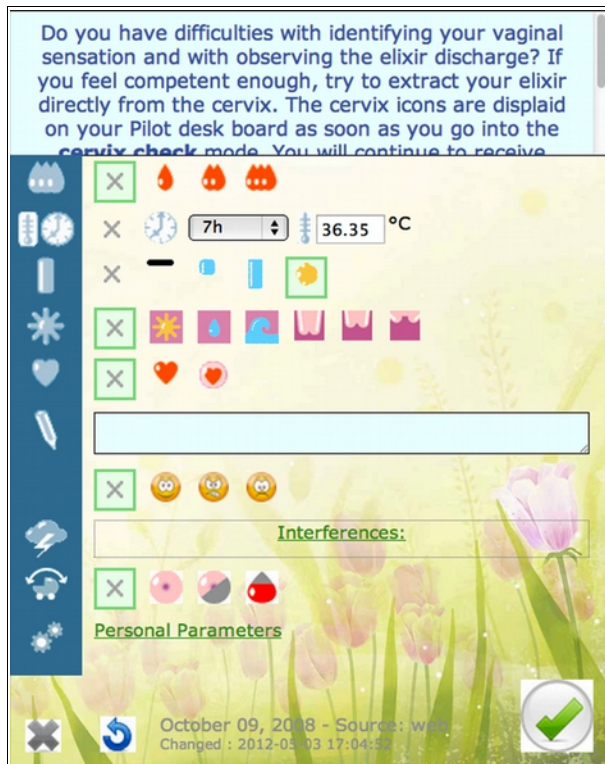 Do you have difficulties with identifying your vaginal
sensation and with observing the elixir discharge? If
you feel competent enough, try to extract your elixir
directly from the cervix. The cervix icons are displaid
on your Pilot desk board as soon as you go into the
cervix check mode. You will continue to receive
7h
36.35 °C
Interferences:
Personal Parameters
October 09, 2008 - Source: web
Changed : 2012-05-03 17:04:52